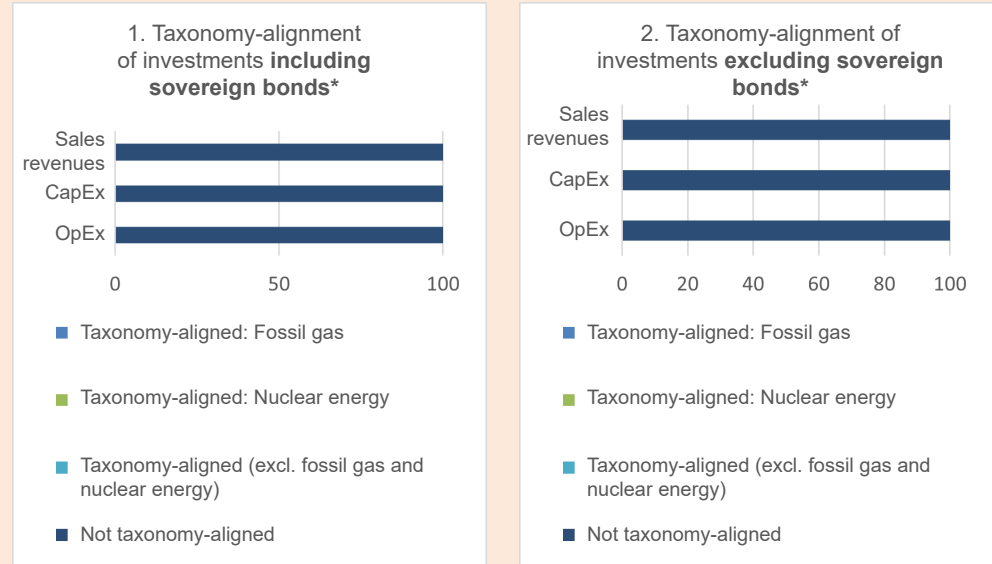 1. Taxonomy-alignment
of investments including
sovereign bonds*
Sales
revenues
CapEx
OpEx
0 50 100
Taxonomy-aligned: Fossil gas
Taxonomy-aligned: Nuclear energy
Taxonomy-aligned (excl. fossil gas and
nuclear energy)
Not taxonomy-aligned
2. Taxonomy-alignment of
investments excluding sovereign
bonds*
Sales
revenues
CapEx
OpEx
0 20 40 60 80 100
Taxonomy-aligned: Fossil gas
Taxonomy-aligned: Nuclear energy
Taxonomy-aligned (excl. fossil gas and
nuclear energy)
Not taxonomy-aligned